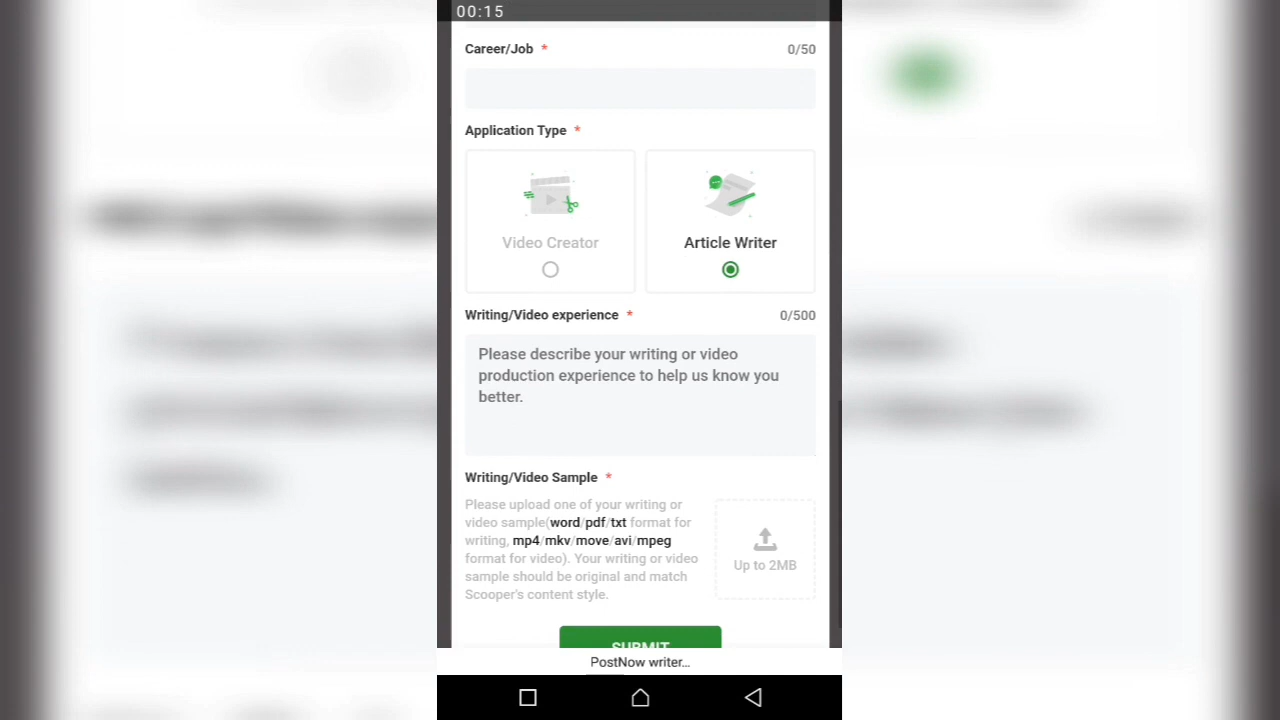 00:15
Career/Job * 0/50
Application Type *
Video Creator
Article Writer
Writing/Video experience * 0/500
Please describe your writing or video
production experience to help us know you
better.
Writing/Video Sample *
Please upload one of your writing or
video sample(word/pdf/txt format for
writing, mp4/mkv/move/avi/mpeg
format for video). Your writing or video
sample should be original and match
Scooper's content style.
Up to 2MB
SUBMIT
PostNow writer...